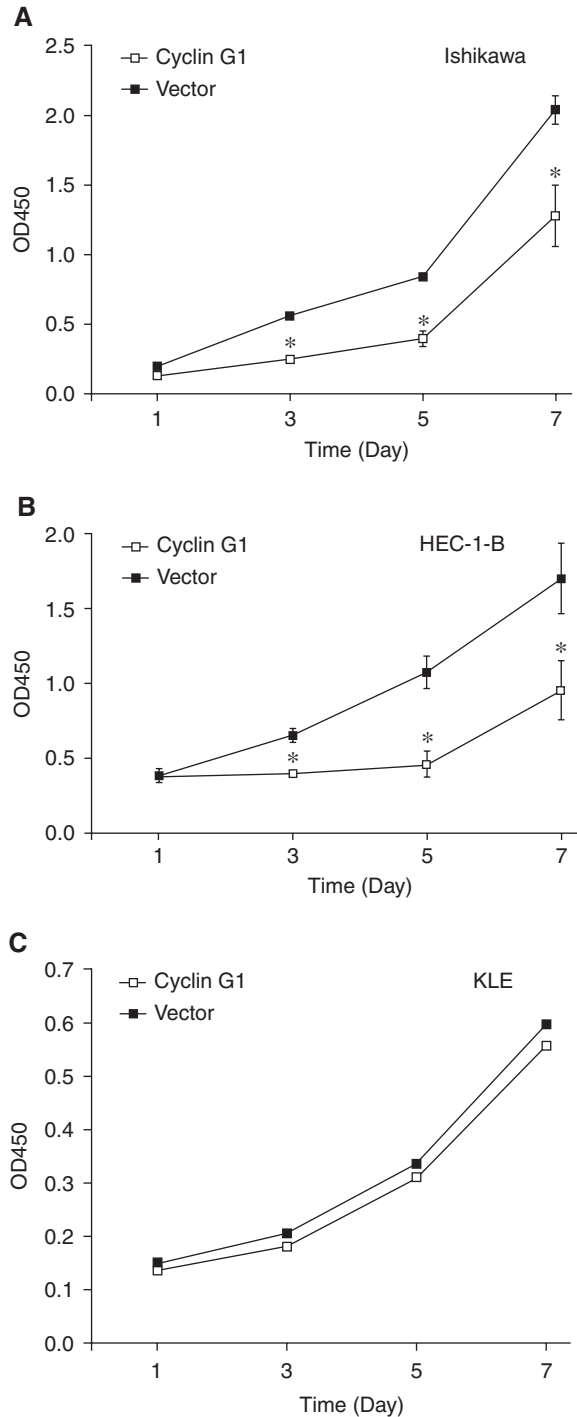 A
Cyclin G1
Vector
Ishikawa
2.5
2.0
1.5
1.0
0.5
0.0
OD450
*
*
*
1 3 5 7
Time (Day)
B
Cyclin G1
Vector
HEC-1-B
2.0
1.5
1.0
0.5
0.0
OD450
*
*
*
1 3 5 7
Time (Day)
C
Cyclin G1
Vector
KLE
0.7
0.6
0.5
0.4
0.3
0.2
0.1
0.0
OD450
1 3 5 7
Time (Day)